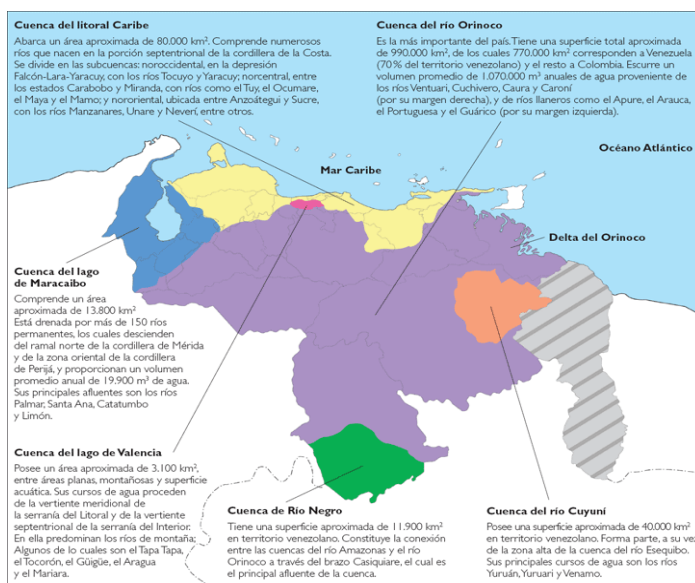 Cuenca del litoral Caribe
Abarca un área aproximada de 80.000 km². Comprende numerosos
ríos que nacen en la porción septentrional de la cordillera de la Costa.
Se divide en las subcuencas: noroccidental, en la depresión
Falcón-Lara-Yaracuy, con los ríos Tocuyo y Yaracuy; norcentral, entre
los estados Carabobo y Miranda, con ríos como el Tuy, el Ocumare,
el Maya y el Mamo; y nororiental, ubicada entre Anzoátegui y Sucre,
con los ríos Manzanares, Unare y Neverí, entre otros.
Cuenca del río Orinoco
Es la más importante del país. Tiene una superficie total aproximada
de 990.000 km², de los cuales 770.000 km² corresponden a Venezuela
(70% del territorio venezolano) y el resto a Colombia. Escurre un
volumen promedio de 1.070.000 m³ anuales de agua proveniente de
los ríos Ventuari, Cuchivero, Caura y Caroní
(por su margen derecha), y de ríos llaneros como el Apure, el Arauca,
el Portuguesa y el Guárico (por su margen izquierda).
Océano Atlántico
Mar Caribe
Delta del Orinoco
Cuenca del lago
de Maracaibo
Comprende un área
aproximada de 13.800 km²
Está drenada por más de 150 ríos
permanentes, los cuales descienden
del ramal norte de la cordillera de Mérida
y de la zona oriental de la cordillera
de Perijá, y proporcionan un volumen
promedio anual de 19.900 m³ de agua.
Sus principales afluentes son los ríos
Palmar, Santa Ana, Catatumbo
y Limón.
Cuenca del lago de Valencia
Posee un área aproximada de 3.100 km²,
entre áreas planas, montañosas y superficie
acuática. Sus cursos de agua proceden
de la vertiente meridional de
la serranía del Litoral y de la vertiente
septentrional de la serranía del Interior.
En ella predominan los ríos de montaña;
Algunos de lo cuales son el Tapa Tapa,
el Tocorón, el Güigüe, el Aragua
y el Mariara.
Cuenca de Río Negro
Tiene una superficie aproximada de 11.900 km²
en territorio venezolano. Constituye la conexión
entre las cuencas del río Amazonas y el río
Orinoco a través del brazo Casiquiare, el cual es
el principal afluente de la cuenca.
Cuenca del río Cuyuní
Posee una superficie aproximada de 40.000 km²
en territorio venezolano. Forma parte, a su vez
de la zona alta de la cuenca del río Esequibo.
Sus principales cursos de agua son los ríos
Yuruán, Yuruari y Venamo.